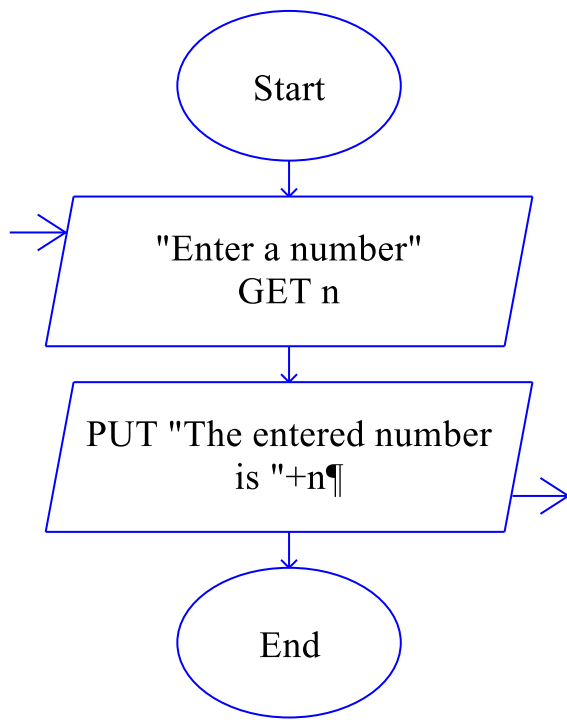 Start
"Enter a number"
GET n
PUT "The entered number
is "+n¶
End